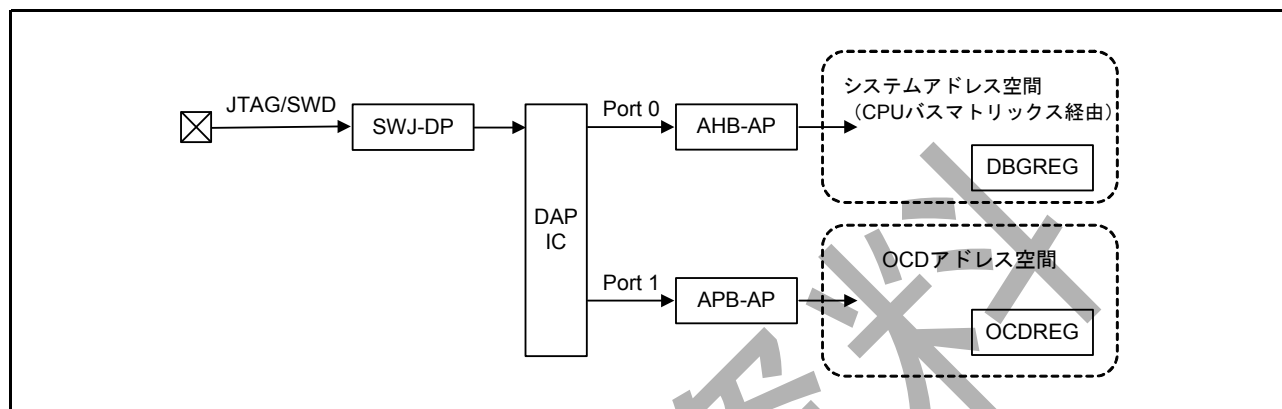 JTAG/SWD
SWJ-DP
DAP
IC
Port 0
AHB-AP
システムアドレス空間
（CPUバスマトリックス経由）
DBGREG
Port 1
APB-AP
OCDアドレス空間
OCDREG